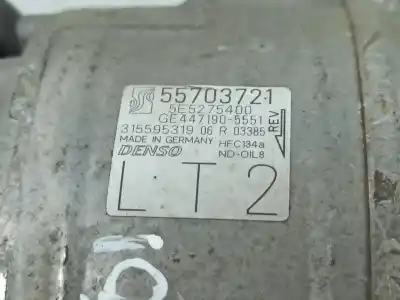 55703721
5E5275400
GE447190-5551
315595319 06 R 03385
MADE IN GERMANY HFC134a
DENSO ND-OIL8
REV
LT2